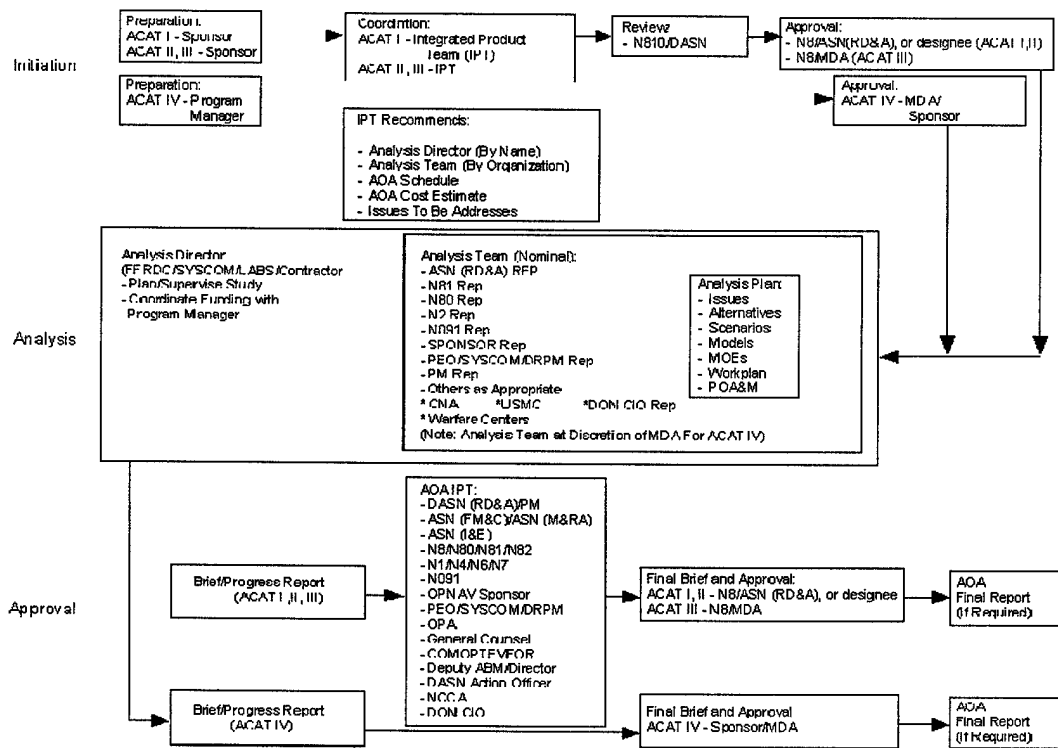 Initiation
Preparation:
ACAT I - Sponsor
ACAT II, III - Sponsor
Preparation:
ACAT IV - Program
Manager
Coordintion:
ACAT I - Integrated Product
Team (IPT)
ACAT II, III - IPT
Review:
- N810/DASN
Approval:
- N8/ASN(RD&A), or designee (ACAT I,II)
- N8/MDA (ACAT III)
Approval:
ACAT IV - MDA/
Sponsor
IPT Recommends:
- Analysis Director (By Name)
- Analysis Team (By Organization)
- AOA Schedule
- AOA Cost Estimate
- Issues To Be Addresses
Analysis
Analysis Director
(FFRDC/SYSCOM/LABS/Contractor
- Plan/Supervise Study
- Coordinate Funding with
Program Manager
Analysis Team (Nominal):
- ASN (RD&A) REP
- N81 Rep
- N80 Rep
- N2 Rep
- N091 Rep
- SPONSOR Rep
- PEO/SYSCOM/DRPM Rep
- PM Rep
- Others as Appropriate
* CNA *USMC *DON CIO Rep
* Warfare Centers
(Note: Analysis Team at Discretion of MDA For ACAT IV)
Analysis Plan:
- Issues
- Alternatives
- Scenarios
- Models
- MOEs
- Workplan
- POA&M
Approval
Brief/Progress Report
(ACAT I, II, III)
AOA IPT:
- DASN (RD&A)/PM
- ASN (FM&C)/ASN (M&RA)
- ASN (I&E)
- N8/N80/N81/N82
- N1/N4/N6/N7
- N091
- OPNAV Sponsor
- PEO/SYSCOM/DRPM
- OPA
- General Counsel
- COMOPTEVFOR
- Deputy ABM/Director
- DASN Action Officer
- NCCA
- DON CIO
Final Brief and Approval:
ACAT I, II - N8/ASN (RD&A), or designee
ACAT III - N8/MDA
AOA
Final Report
(If Required)
Brief/Progress Report
(ACAT IV)
Final Brief and Approval
ACAT IV - Sponsor/MDA
AOA
Final Report
(If Required)